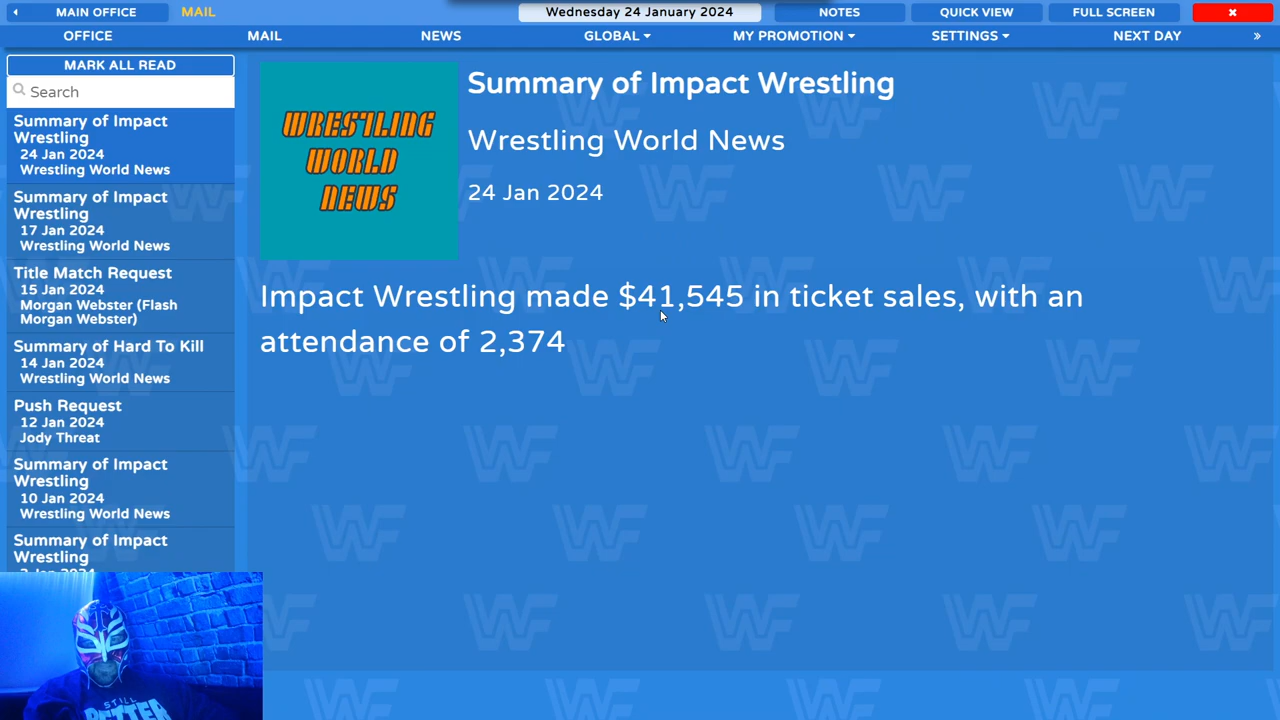 MAIN OFFICE
MAIL
Wednesday 24 January 2024
NOTES
QUICK VIEW
FULL SCREEN
OFFICE
MAIL
NEWS
GLOBAL
MY PROMOTION
SETTINGS
NEXT DAY
»
MARK ALL READ
Search
Summary of Impact
Wrestling
24 Jan 2024
Wrestling World News
Summary of Impact
Wrestling
17 Jan 2024
Wrestling World News
Title Match Request
15 Jan 2024
Morgan Webster (Flash
Morgan Webster)
Summary of Hard To Kill
14 Jan 2024
Wrestling World News
Push Request
12 Jan 2024
Jody Threat
Summary of Impact
Wrestling
10 Jan 2024
Wrestling World News
Summary of Impact
Wrestling
WRESTLING
WORLD
NEWS
Summary of Impact Wrestling
Wrestling World News
24 Jan 2024
Impact Wrestling made $41,545 in ticket sales, with an
attendance of 2,374
STILL
BETTER